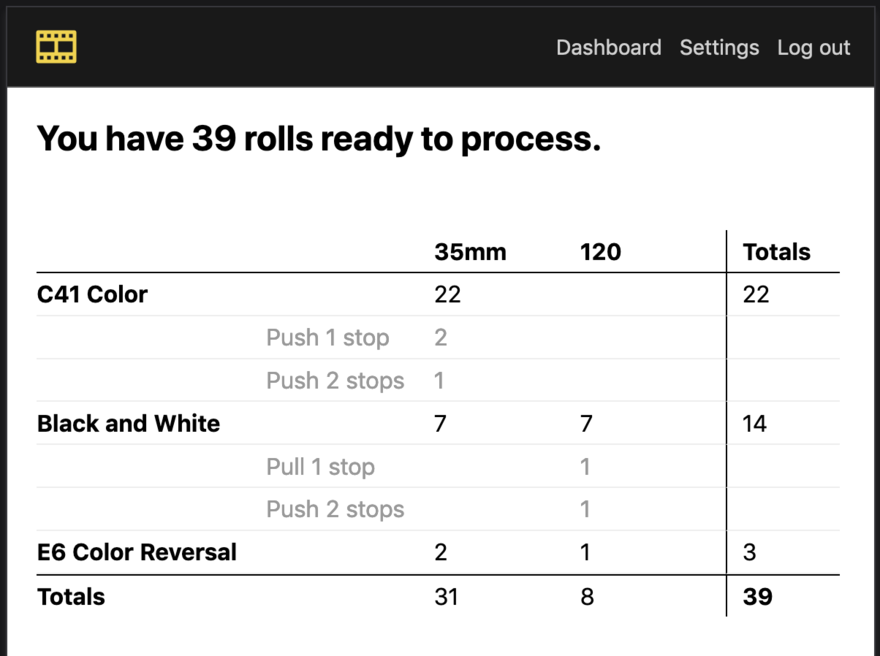 Dashboard Settings Log out
You have 39 rolls ready to process.
35mm 120 Totals
C41 Color 22 22
Push 1 stop 2
Push 2 stops 1
Black and White 7 7 14
Pull 1 stop 1
Push 2 stops 1
E6 Color Reversal 2 1 3
Totals 31 8 39